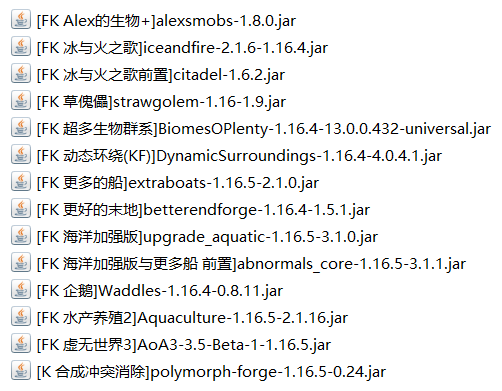 [FK Alex的生物+]alexsmobs-1.8.0.jar
[FK 冰与火之歌]iceandfire-2.1.6-1.16.4.jar
[FK 冰与火之歌前置]citadel-1.6.2.jar
[FK 草傀儡]strawgolem-1.16-1.9.jar
[FK 超多生物群系]BiomesOPlenty-1.16.4-13.0.0.432-universal.jar
[FK 动态环绕(KF)]DynamicSurroundings-1.16.4-4.0.4.1.jar
[FK 更多的船]extraboats-1.16.5-2.1.0.jar
[FK 更好的末地]betterendforge-1.16.4-1.5.1.jar
[FK 海洋加强版]upgrade_aquatic-1.16.5-3.1.0.jar
[FK 海洋加强版与更多船 前置]abnormals_core-1.16.5-3.1.1.jar
[FK 企鹅]Waddles-1.16.4-0.8.11.jar
[FK 水产养殖2]Aquaculture-1.16.5-2.1.16.jar
[FK 虚无世界3]AoA3-3.5-Beta-1-1.16.5.jar
[K 合成冲突消除]polymorph-forge-1.16.5-0.24.jar